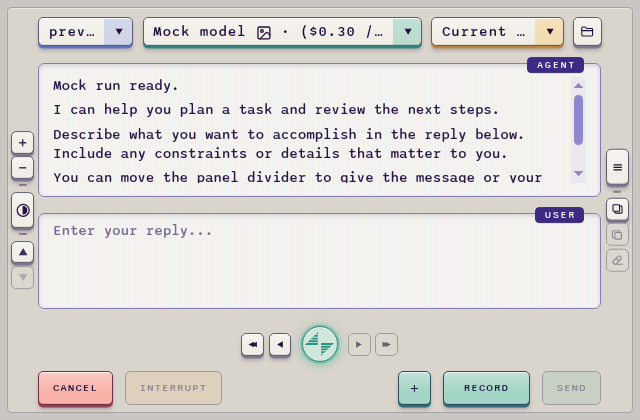 prev…
Mock model · ($0.30 /…
Current …
AGENT
Mock run ready.
I can help you plan a task and review the next steps.
Describe what you want to accomplish in the reply below.
Include any constraints or details that matter to you.
You can move the panel divider to give the message or your
USER
Enter your reply...
CANCEL
INTERRUPT
+
RECORD
SEND